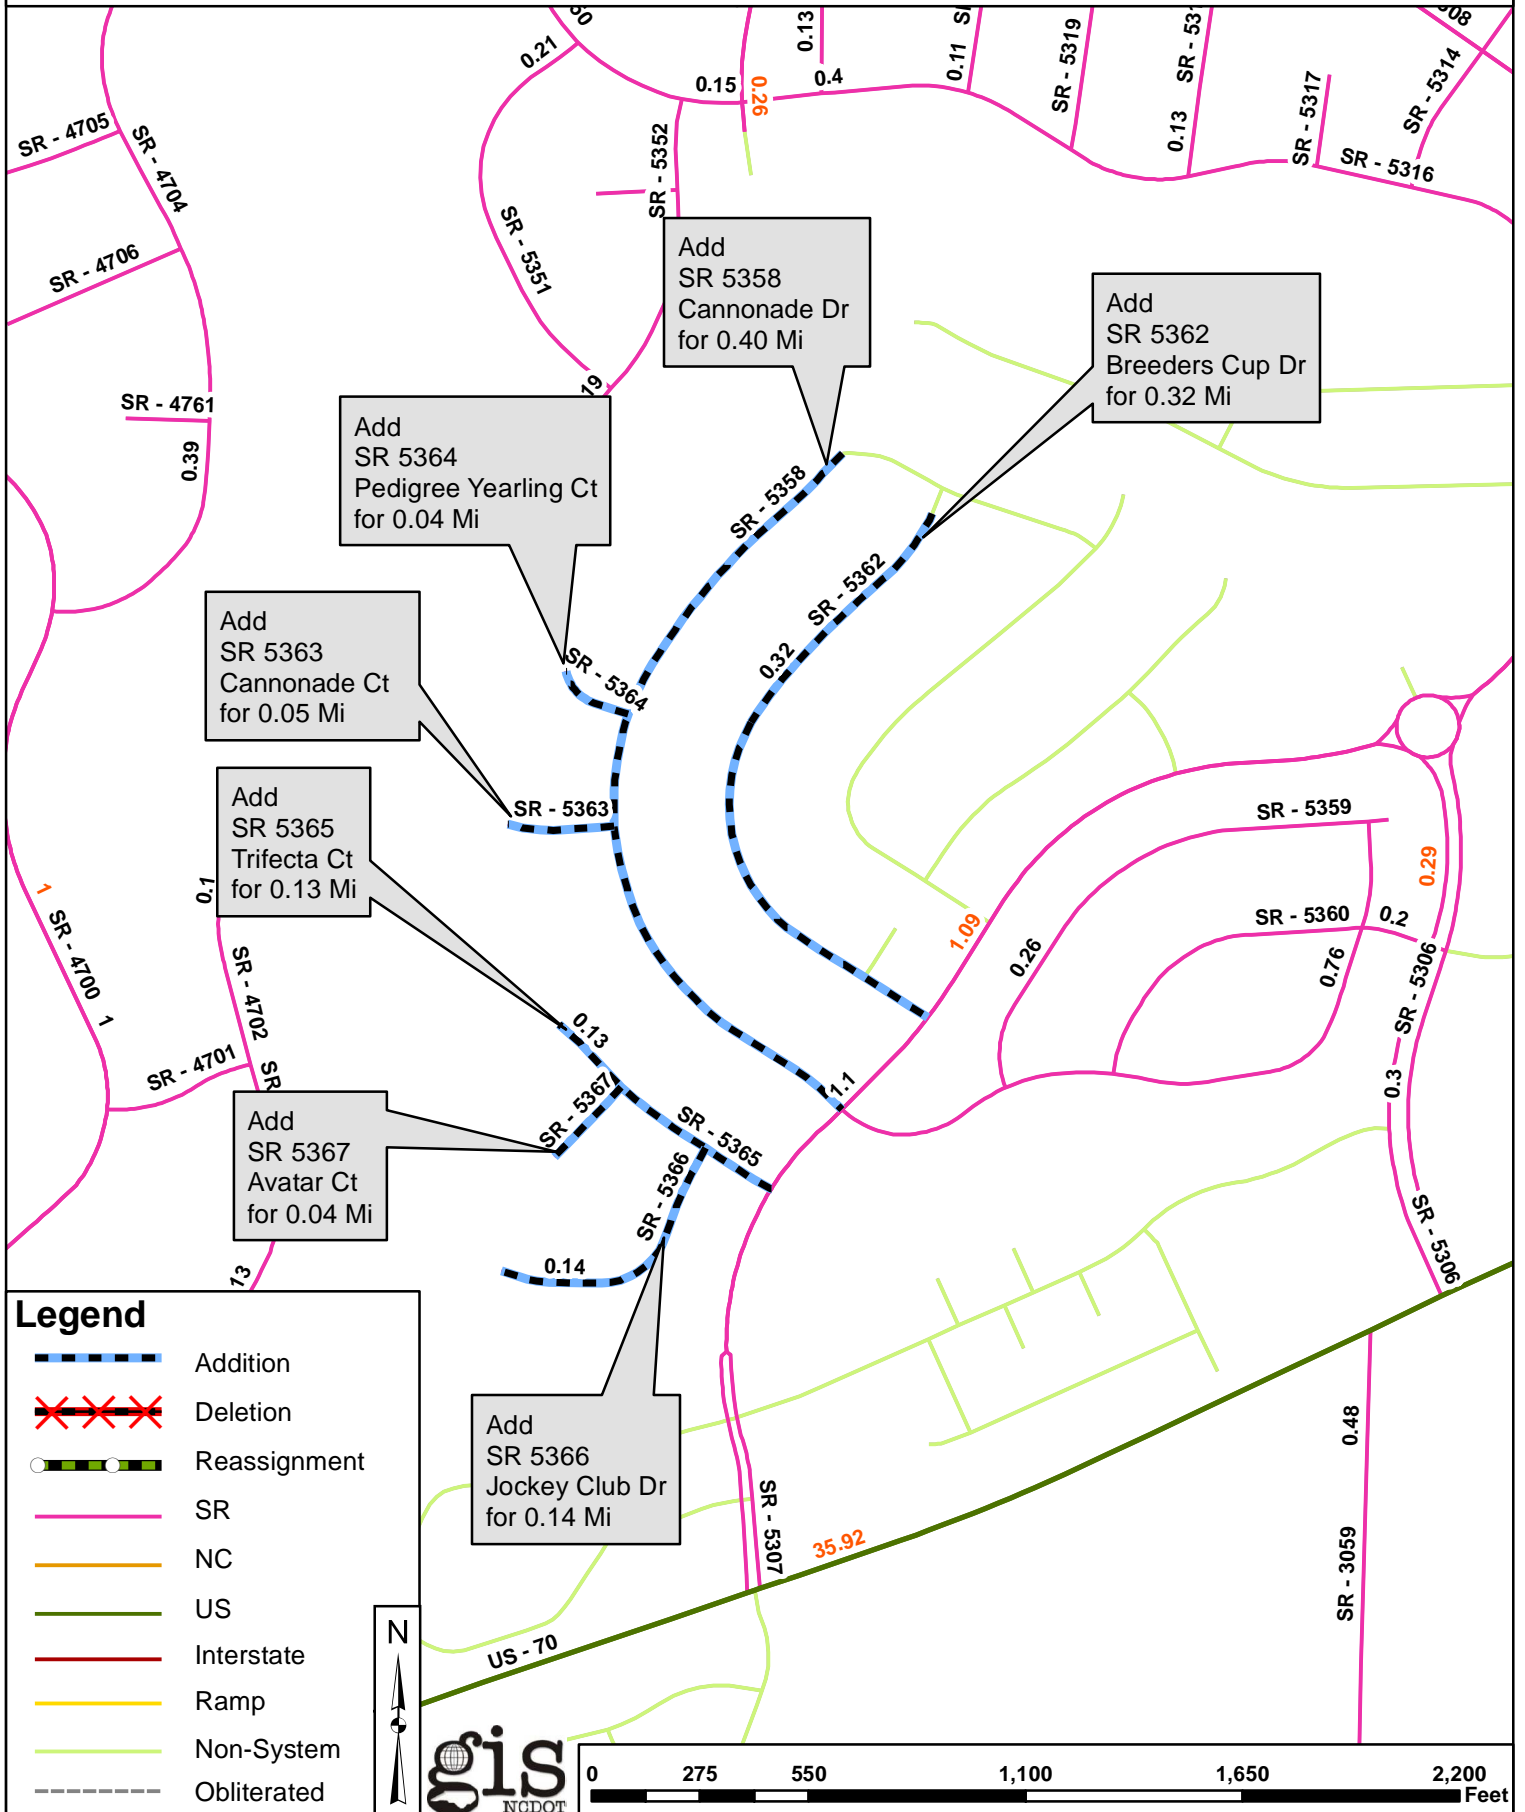 0.21
0.15
0.26
0.13
0.4
0.11
SR - 5319
0.13
SR - 5317
SR - 5314
SR - 5316
SR - 4705
SR - 4704
SR - 4706
SR - 5352
SR - 5351
19
SR - 4761
0.39
Add
SR 5358
Cannonade Dr
for 0.40 Mi
Add
SR 5362
Breeders Cup Dr
for 0.32 Mi
Add
SR 5364
Pedigree Yearling Ct
for 0.04 Mi
SR - 5358
SR - 5362
0.32
SR - 5364
Add
SR 5363
Cannonade Ct
for 0.05 Mi
SR - 5363
Add
SR 5365
Trifecta Ct
for 0.13 Mi
0.1
1
SR - 4700
1
SR - 4702
SR
SR - 4701
SR - 5359
0.29
SR - 5360
0.2
1.09
0.26
0.76
SR - 5306
0.3
SR - 5306
0.13
SR - 5367
SR - 5365
1.1
SR - 5366
0.14
Add
SR 5367
Avatar Ct
for 0.04 Mi
13
Add
SR 5366
Jockey Club Dr
for 0.14 Mi
SR - 5307
35.92
US - 70
0.48
SR - 3059
Legend
Addition
Deletion
Reassignment
SR
NC
US
Interstate
Ramp
Non-System
Obliterated
N
gis
NCDOT
0 275 550 1,100 1,650 2,200
Feet